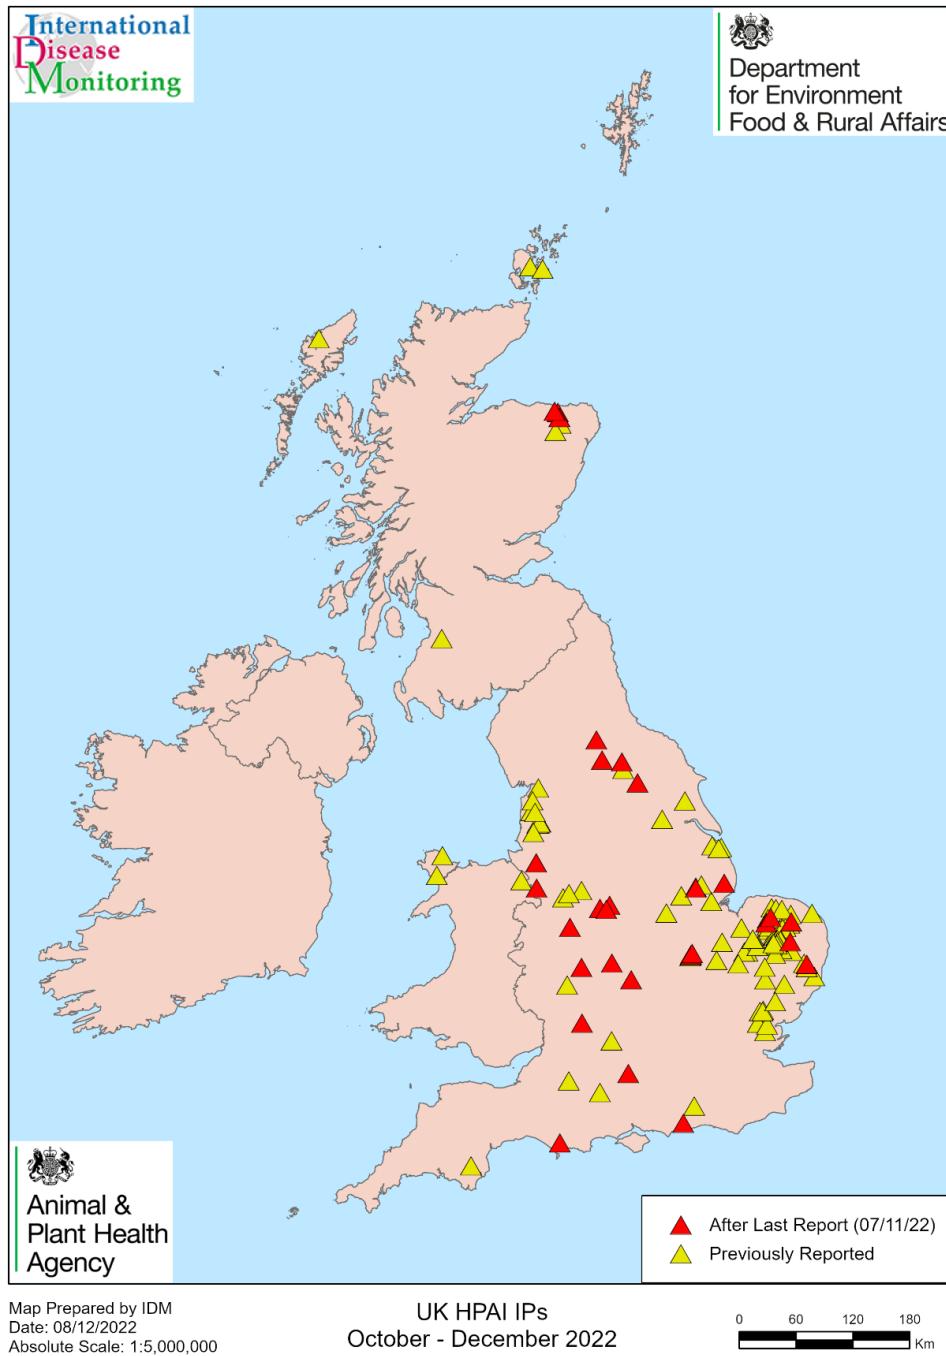 International
Disease
Monitoring
Department
for Environment
Food & Rural Affairs
Animal &
Plant Health
Agency
After Last Report (07/11/22)
Previously Reported
Map Prepared by IDM
Date: 08/12/2022
Absolute Scale: 1:5,000,000
UK HPAI IPs
October - December 2022
0 60 120 180
Km